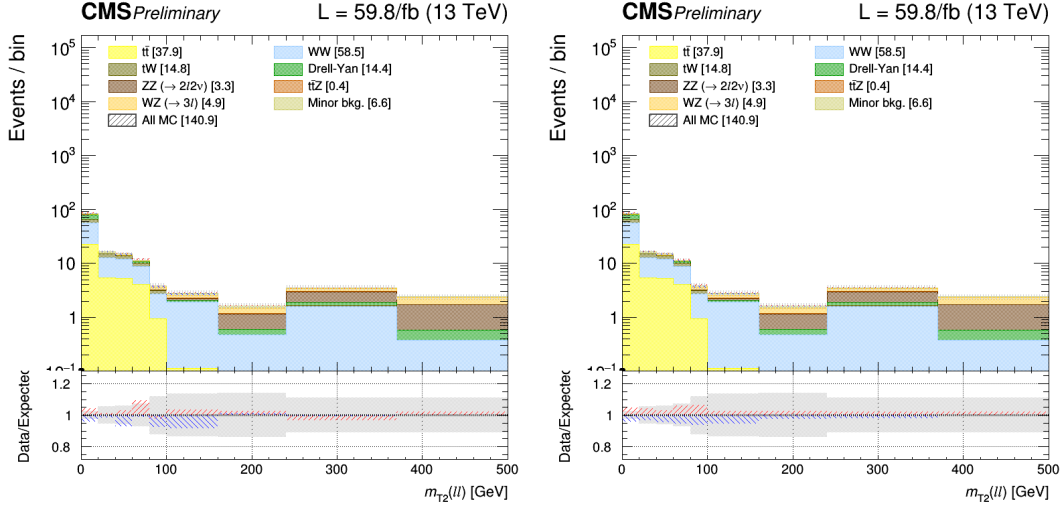 CMS Preliminary L = 59.8/fb (13 TeV)
Events / bin
10⁵
10⁴
10³
10²
10
1
10⁻¹
tt̄ [37.9]
tW [14.8]
ZZ (→ 2l2ν) [3.3]
WZ (→ 3l) [4.9]
All MC [140.9]
WW [58.5]
Drell-Yan [14.4]
tt̄Z [0.4]
Minor bkg. [6.6]
Data/Expected
1.2
1
0.8
0 100 200 300 400 500
m_T2(ll) [GeV]
CMS Preliminary L = 59.8/fb (13 TeV)
Events / bin
10⁵
10⁴
10³
10²
10
1
10⁻¹
tt̄ [37.9]
tW [14.8]
ZZ (→ 2l2ν) [3.3]
WZ (→ 3l) [4.9]
All MC [140.9]
WW [58.5]
Drell-Yan [14.4]
tt̄Z [0.4]
Minor bkg. [6.6]
Data/Expected
1.2
1
0.8
0 100 200 300 400 500
m_T2(ll) [GeV]